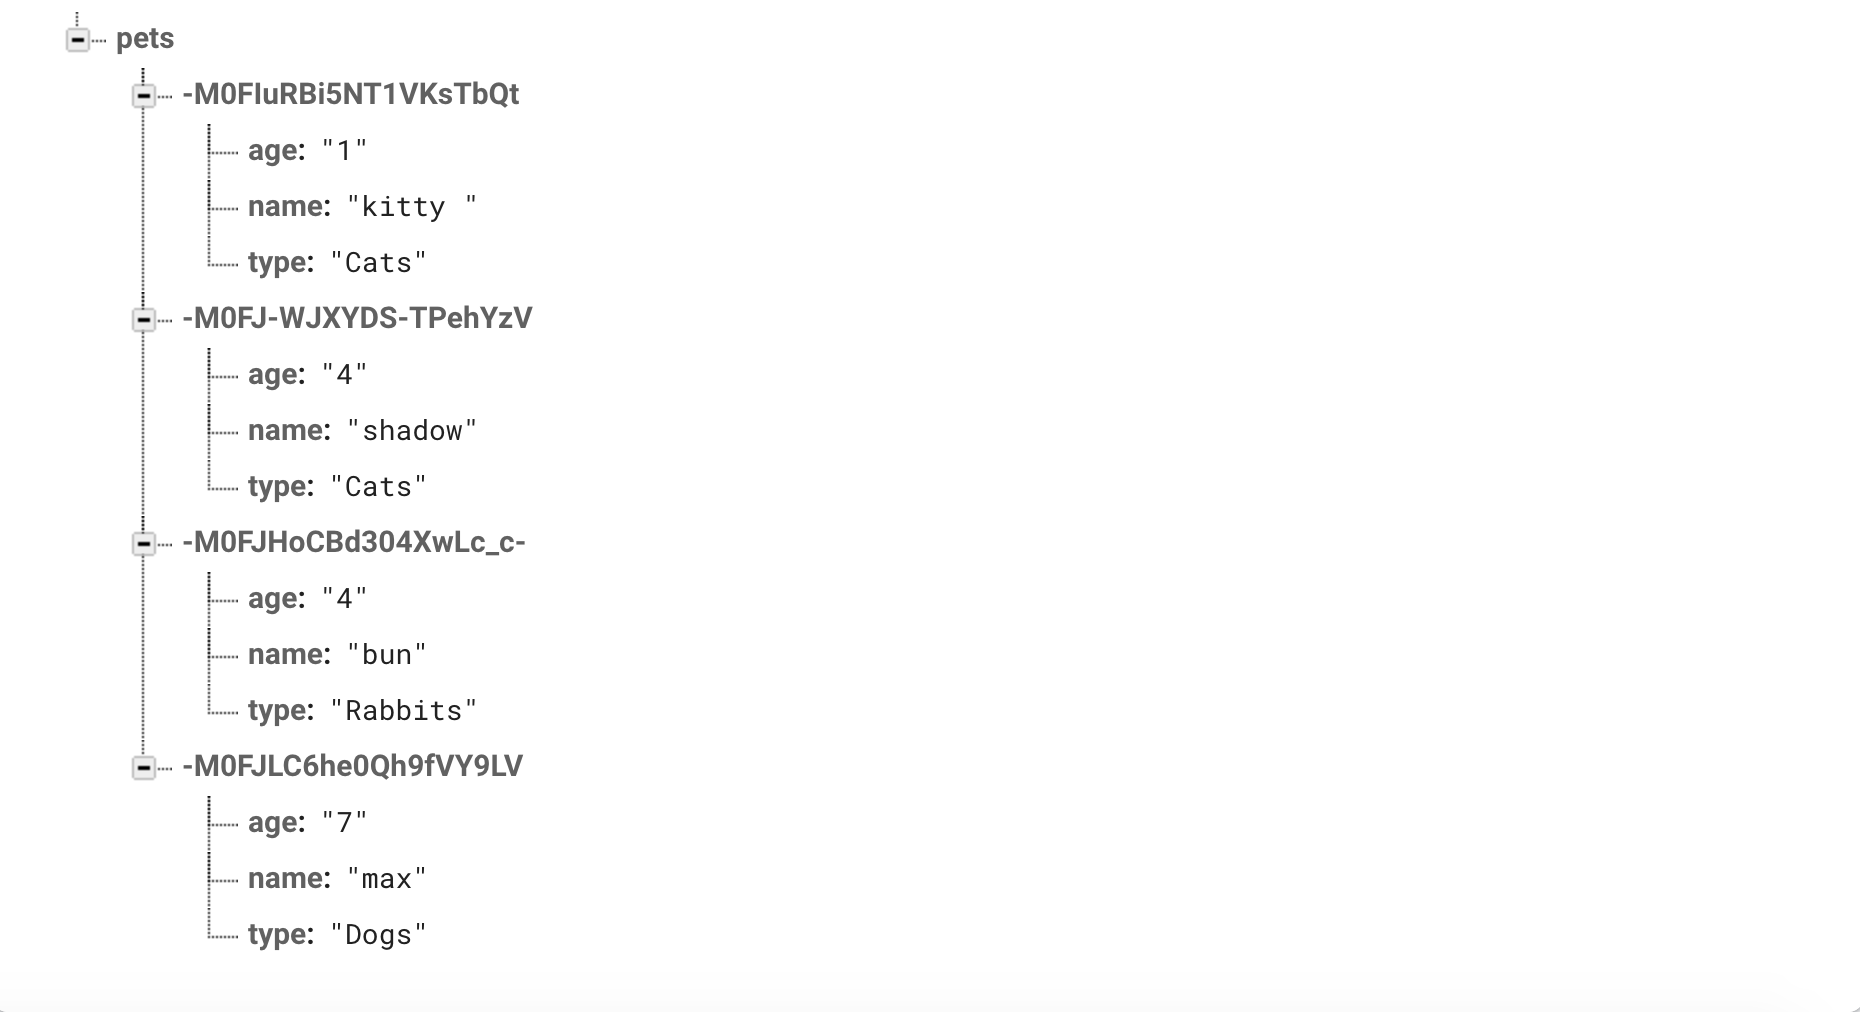 pets
-M0FIuRBi5NT1VKsTbQt
age: "1"
name: "kitty "
type: "Cats"
-M0FJ-WJXYDS-TPehYzV
age: "4"
name: "shadow"
type: "Cats"
-M0FJHoCBd304XwLc_c-
age: "4"
name: "bun"
type: "Rabbits"
-M0FJLC6he0Qh9fVY9LV
age: "7"
name: "max"
type: "Dogs"